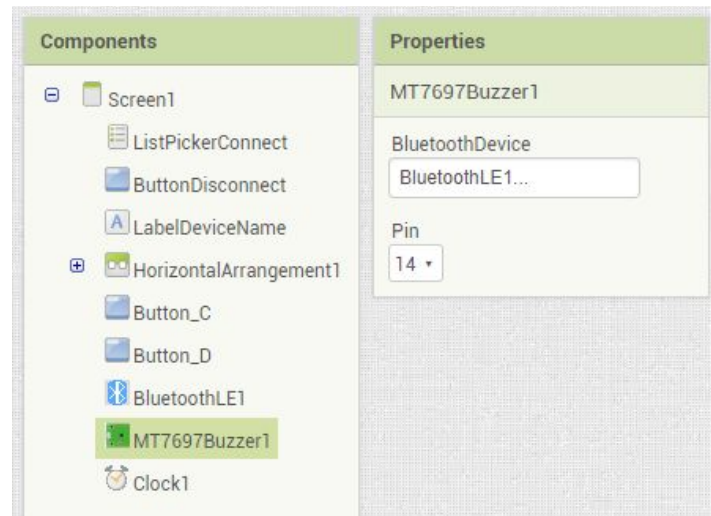 Components
Screen1
ListPickerConnect
ButtonDisconnect
A LabelDeviceName
HorizontalArrangement1
Button_C
Button_D
BluetoothLE1
MT7697Buzzer1
Clock1
Properties
MT7697Buzzer1
BluetoothDevice
BluetoothLE1...
Pin
14